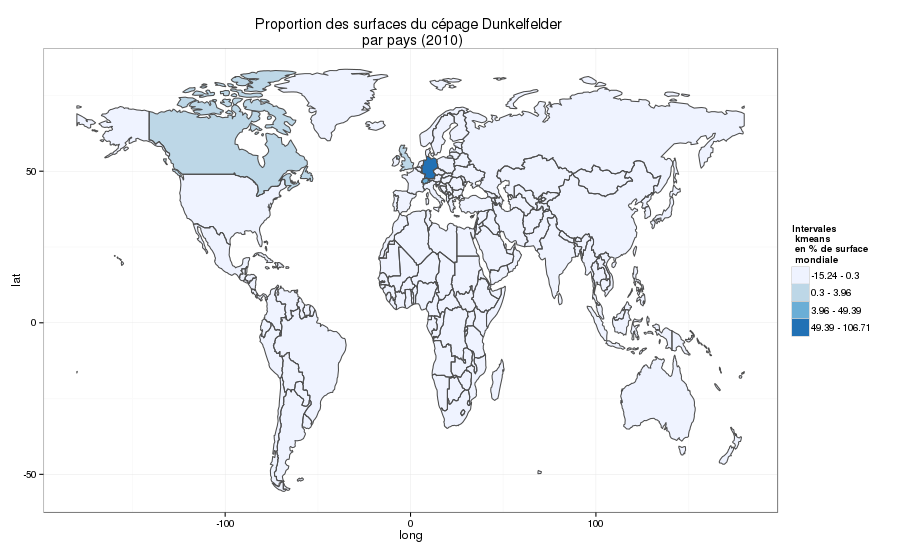 Proportion des surfaces du cépage Dunkelfelder
par pays (2010)
50
0
-50
lat
-100
0
100
long
Intervales
kmeans
en % de surface
mondiale
-15.24 - 0.3
0.3 - 3.96
3.96 - 49.39
49.39 - 106.71